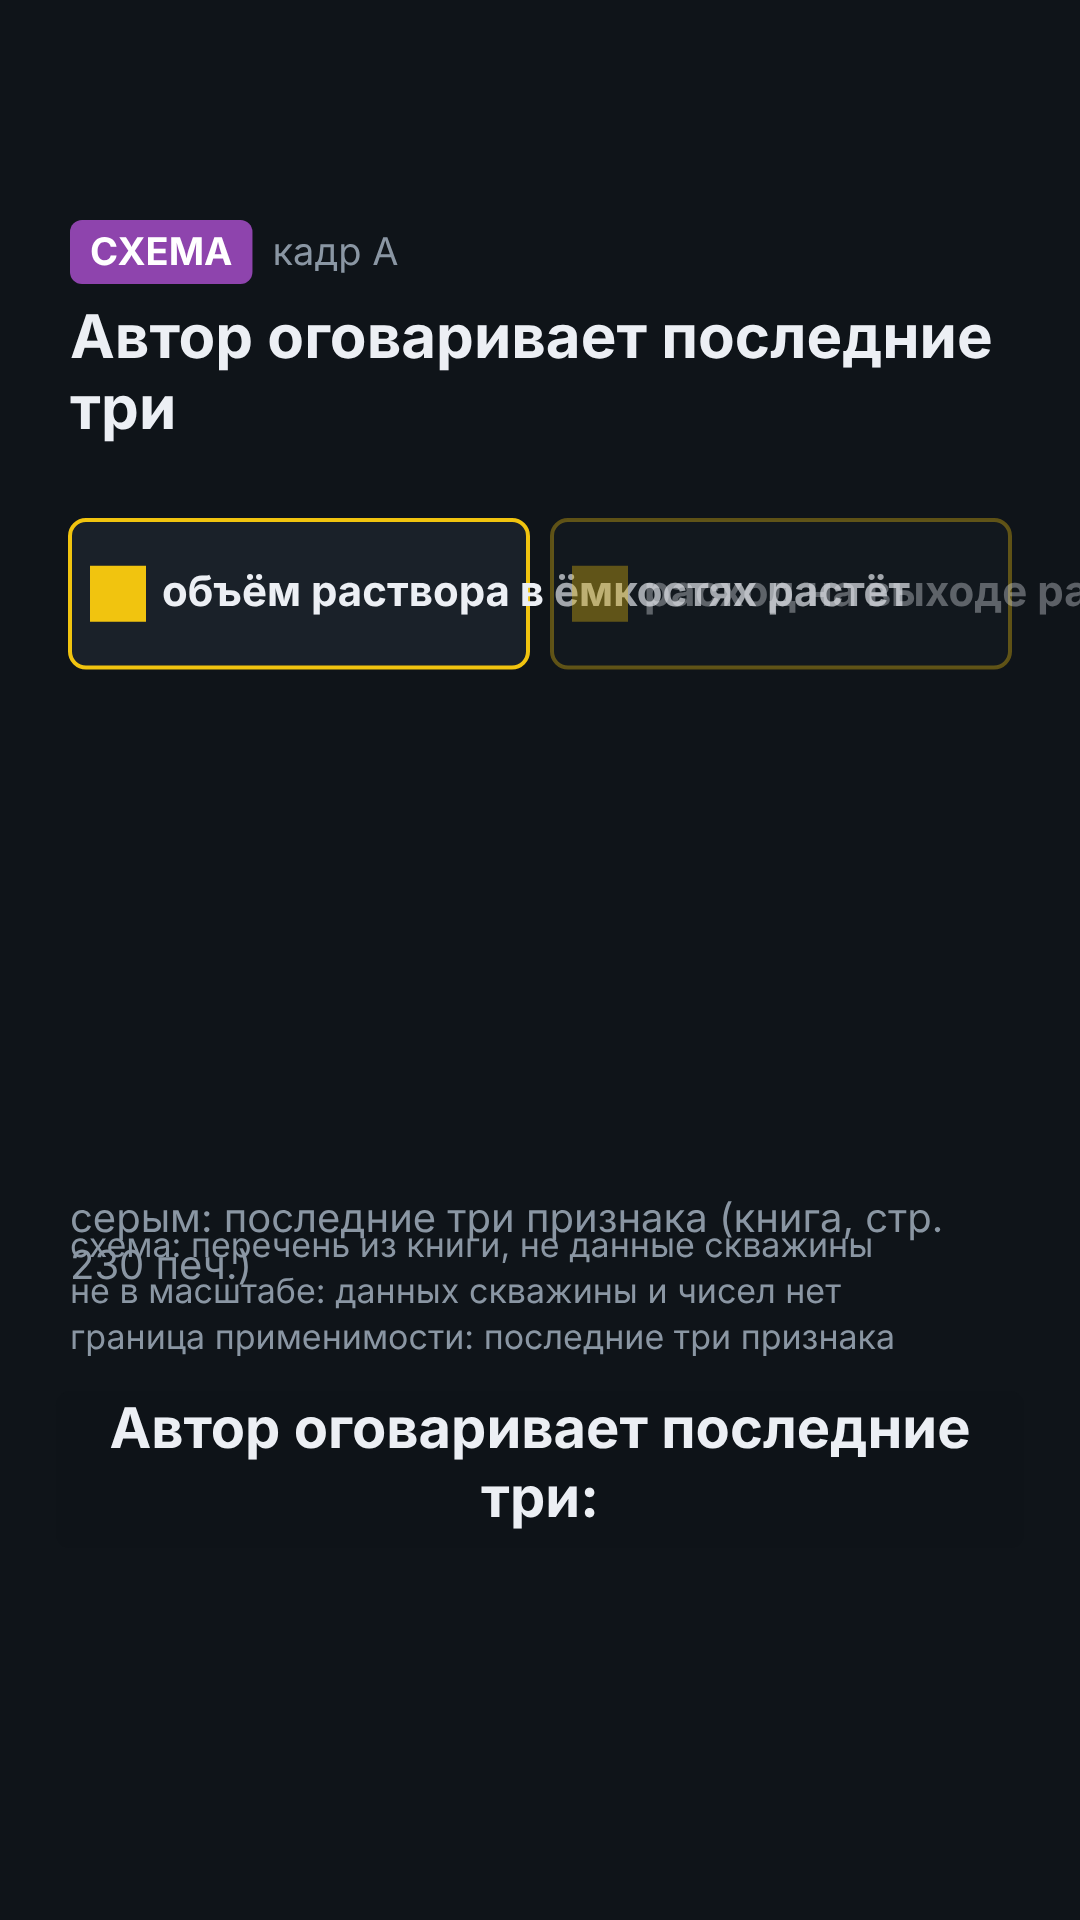 СХЕМА кадр А
Автор оговаривает последние
три
объём раствора в ёмкостях растёт
выходе
серым: последние три признака (книга, стр.
230 печ.)
схема: перечень из книги, не данные скважины
не в масштабе: данных скважины и чисел нет
граница применимости: последние три признака
Автор оговаривает последние
три: